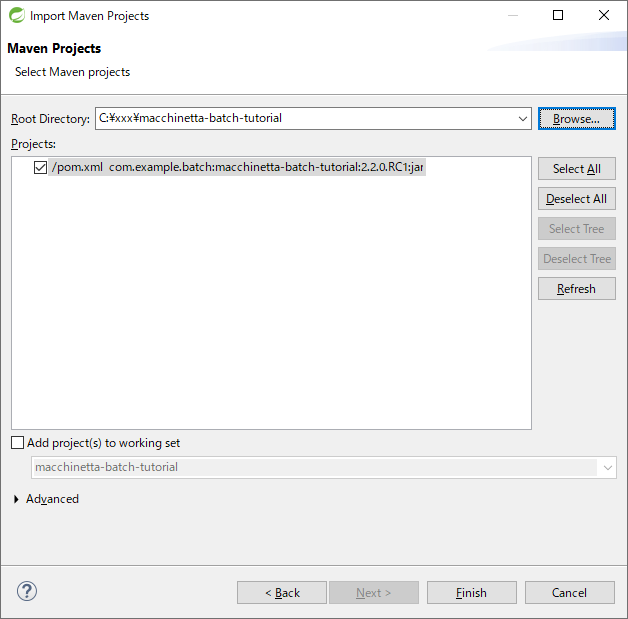 Import Maven Projects
Maven Projects
Select Maven projects
Root Directory: C:¥xxx¥macchinetta-batch-tutorial Browse...
Projects:
/pom.xml com.example.batch:macchinetta-batch-tutorial:2.2.0.RC1:jar
Select All
Deselect All
Select Tree
Deselect Tree
Refresh
Add project(s) to working set
macchinetta-batch-tutorial
Advanced
? < Back Next > Finish Cancel